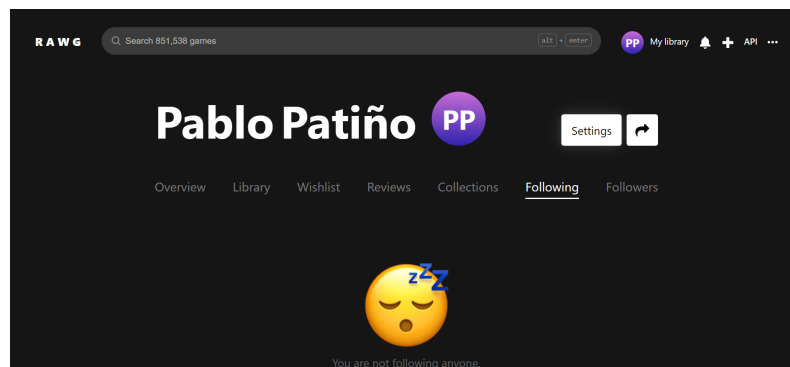 RAWG Search 851,538 games alt + enter PP My library API
Pablo Patiño PP
Settings
Overview Library Wishlist Reviews Collections Following Followers
zzz
You are not following anyone.